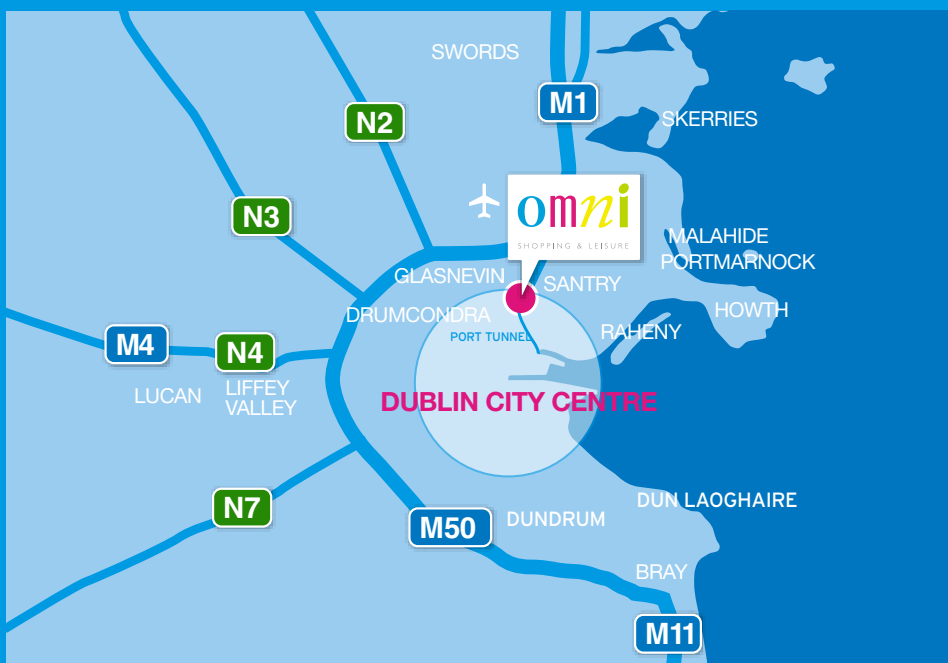 SWORDS
M1
N2
SKERRIES
omni
SHOPPING & LEISURE
N3
MALAHIDE
PORTMARNOCK
GLASNEVIN
SANTRY
HOWTH
DRUMCONDRA
PORT TUNNEL
RAHENY
M4
N4
LUCAN
LIFFEY
VALLEY
DUBLIN CITY CENTRE
N7
M50
DUNDRUM
DUN LAOGHAIRE
BRAY
M11